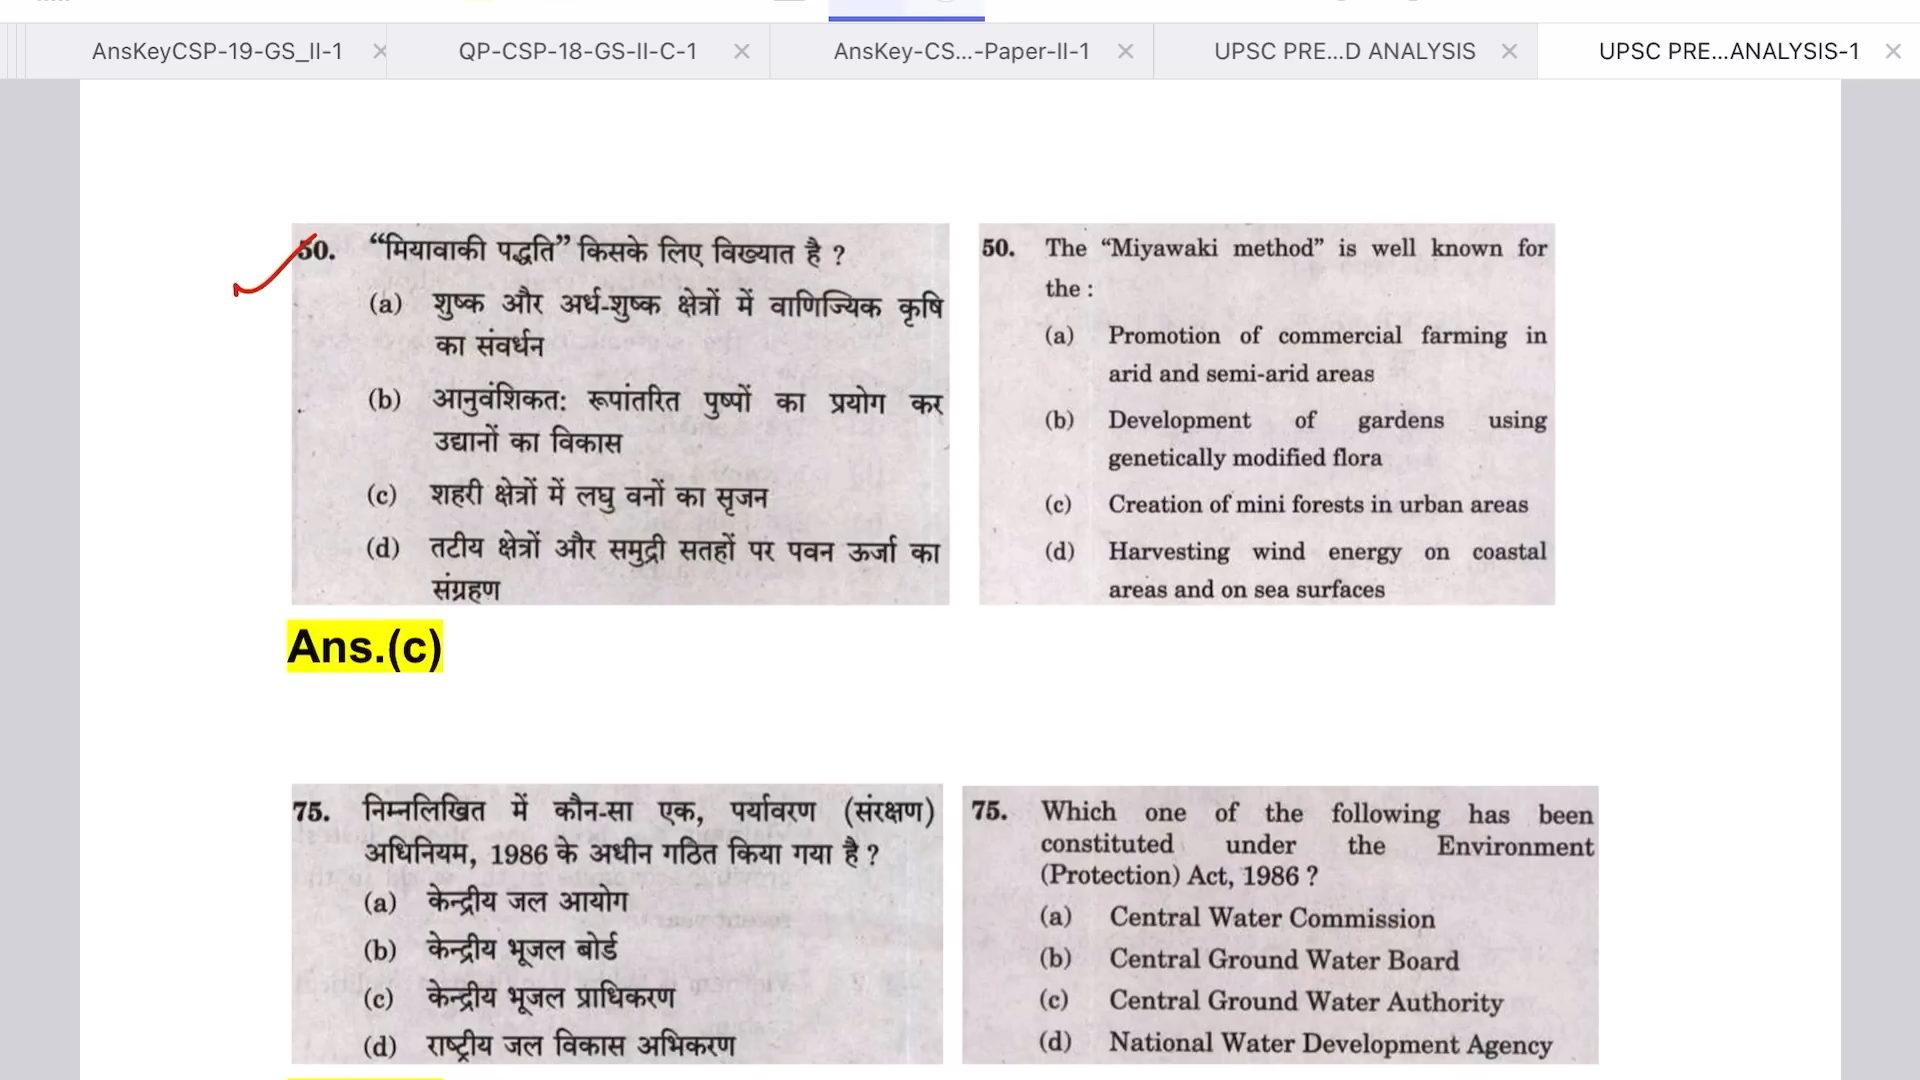 AnsKeyCSP-19-GS_II-1
QP-CSP-18-GS-II-C-1
AnsKey-CS...-Paper-II-1
UPSC PRE...D ANALYSIS
UPSC PRE...ANALYSIS-1
50. “मियावाकी पद्धति” किसके लिए विख्यात है ?
(a) शुष्क और अर्ध-शुष्क क्षेत्रों में वाणिज्यिक कृषि
का संवर्धन
(b) आनुवंशिकत: रूपांतरित पुष्पों का प्रयोग कर
उद्यानों का विकास
(c) शहरी क्षेत्रों में लघु वनों का सृजन
(d) तटीय क्षेत्रों और समुद्री सतहों पर पवन ऊर्जा का
संग्रहण
50. The “Miyawaki method” is well known for
the :
(a) Promotion of commercial farming in
arid and semi-arid areas
(b) Development of gardens using
genetically modified flora
(c) Creation of mini forests in urban areas
(d) Harvesting wind energy on coastal
areas and on sea surfaces
Ans.(c)
75. निम्नलिखित में कौन-सा एक, पर्यावरण (संरक्षण)
अधिनियम, 1986 के अधीन गठित किया गया है ?
(a) केन्द्रीय जल आयोग
(b) केन्द्रीय भूजल बोर्ड
(c) केन्द्रीय भूजल प्राधिकरण
(d) राष्ट्रीय जल विकास अभिकरण
75. Which one of the following has been
constituted under the Environment
(Protection) Act, 1986 ?
(a) Central Water Commission
(b) Central Ground Water Board
(c) Central Ground Water Authority
(d) National Water Development Agency